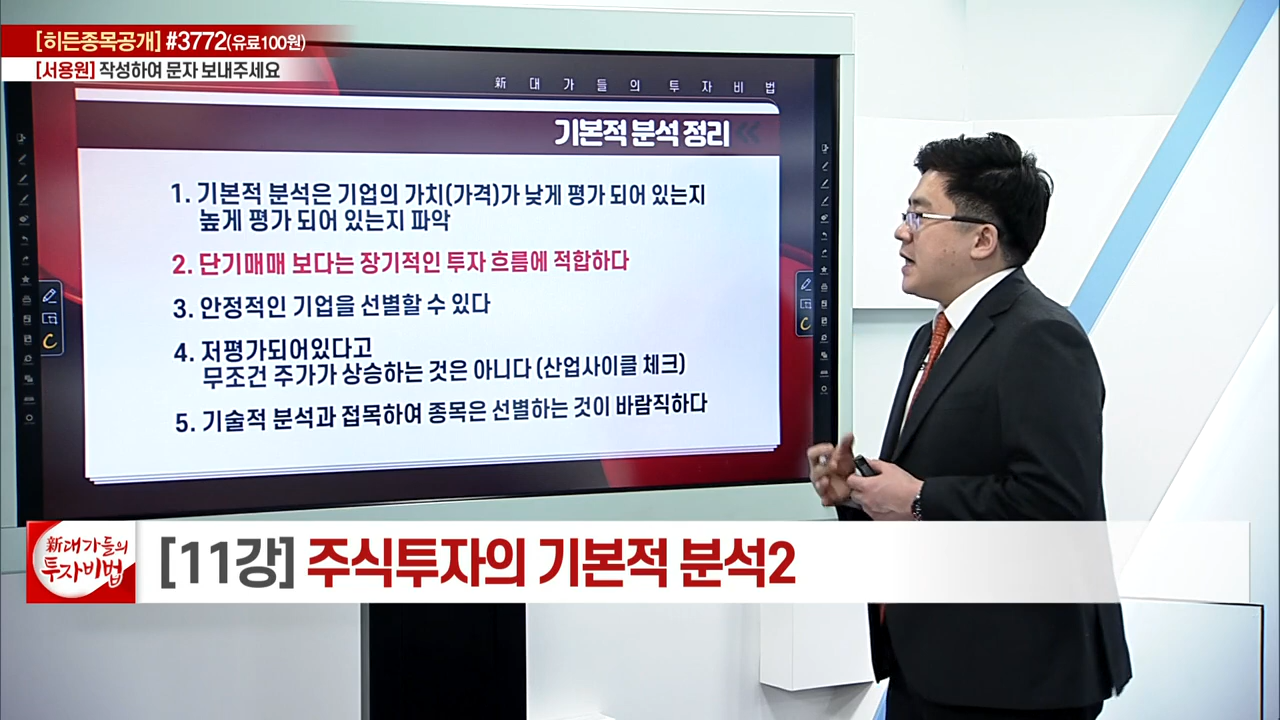 [히든종목공개] #3772(유료100원)
[서용원] 작성하여 문자 보내주세요
新 대 가 들 의 투 자 비 법
기본적 분석 정리
1. 기본적 분석은 기업의 가치(가격)가 낮게 평가 되어 있는지
높게 평가 되어 있는지 파악
2. 단기매매 보다는 장기적인 투자 흐름에 적합하다
3. 안정적인 기업을 선별할 수 있다
4. 저평가되어있다고
무조건 주가가 상승하는 것은 아니다 (산업사이클 체크)
5. 기술적 분석과 접목하여 종목은 선별하는 것이 바람직하다
新대가들의
투자비법
[11강] 주식투자의 기본적 분석2